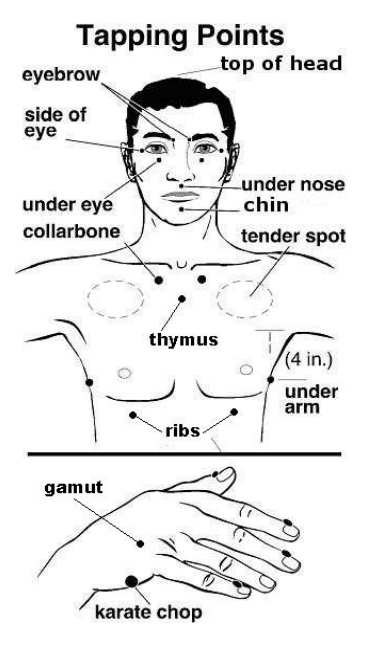 Tapping Points
top of head
eyebrow
side of
eye
under nose
under eye
chin
collarbone
tender spot
thymus
(4 in.)
under
arm
ribs
gamut
karate chop